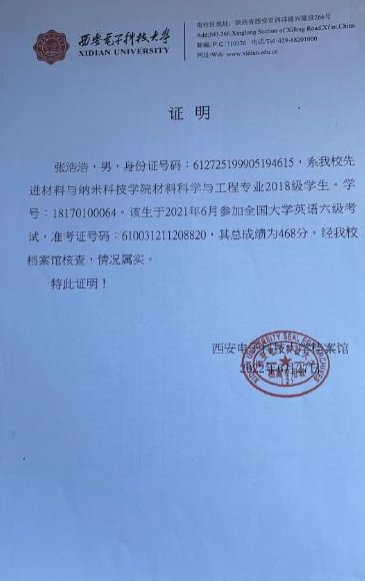 西安电子科技大学
XIDIAN UNIVERSITY
南校区地址：陕西省西安市西沣路兴隆段266号
Add:NO.266,Xinglong Section of Xifeng Road,Xi'an,China
邮编/P.C:710126 电话/Tel:029-88201000
网址/Web:www.xidian.edu.cn
证 明
张浩浩，男，身份证号码：612725199905194615，系我校先
进材料与纳米科技学院材料科学与工程专业2018级学生。学
号：18170100064。该生于2021年6月参加全国大学英语六级考
试，准考证号码：610031211208820，其总成绩为468分。经我校
档案馆核查，情况属实。
特此证明！
西安电子科技大学档案馆
2022年6月27日